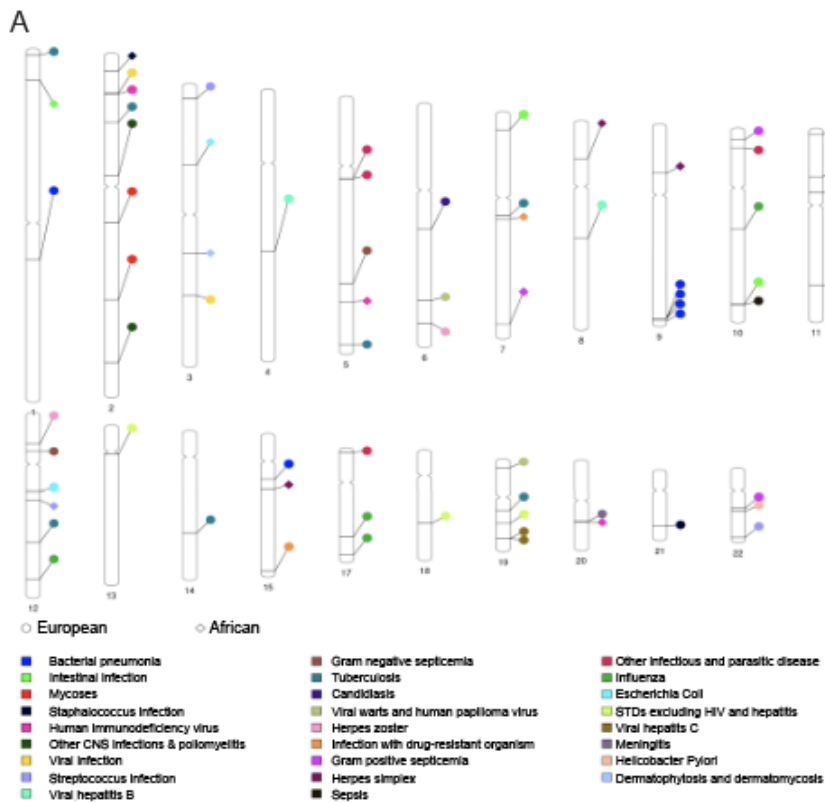 A
1 2 3 4 5 6 7 8 9 10 11
12 13 14 15 17 18 19 20 21 22
European African
Bacterial pneumonia Gram negative septicemia Other infectious and parasitic disease
Intestinal infection Tuberculosis Influenza
Mycoses Candidiasis Escherichia Coli
Staphalococcus infection Viral warts and human papilloma virus STDs excluding HIV and hepatitis
Human Immunodeficiency virus Herpes zoster Viral hepatits C
Other CNS infections & poliomyelitis Infection with drug-resistant organism Meningitis
Viral infection Gram positive septicemia Helicobacter Pylori
Streptococcus infection Herpes simplex Dermatophytosis and dermatomycosis
Viral hepatitis B Sepsis